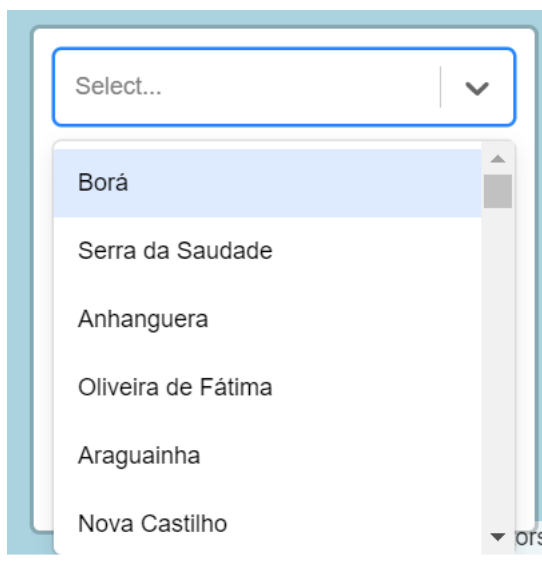 Select...
Borá
Serra da Saudade
Anhanguera
Oliveira de Fátima
Araguainha
Nova Castilho